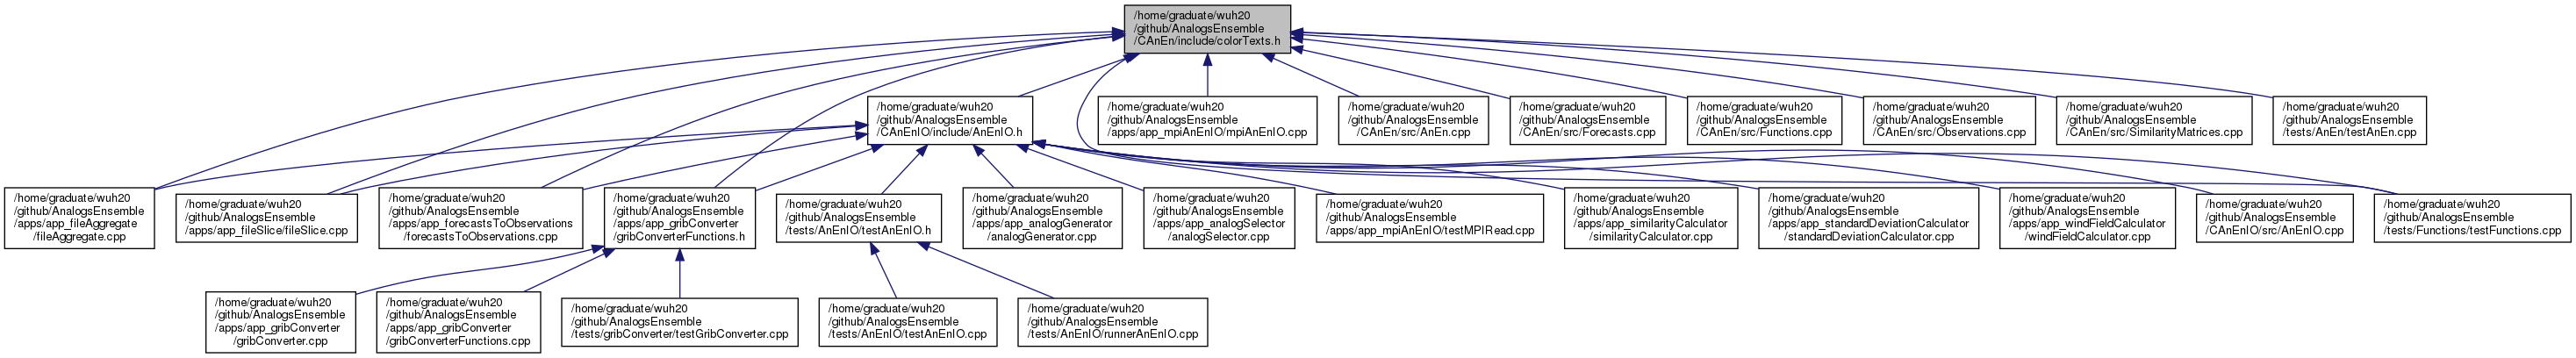 /home/graduate/wuh20
/github/AnalogsEnsemble
/CAnEn/include/colorTexts.h
/home/graduate/wuh20
/github/AnalogsEnsemble
/CAnEnIO/include/AnEnIO.h
/home/graduate/wuh20
/github/AnalogsEnsemble
/apps/app_mpiAnEnIO/mpiAnEnIO.cpp
/home/graduate/wuh20
/github/AnalogsEnsemble
/CAnEn/src/AnEn.cpp
/home/graduate/wuh20
/github/AnalogsEnsemble
/CAnEn/src/Forecasts.cpp
/home/graduate/wuh20
/github/AnalogsEnsemble
/CAnEn/src/Functions.cpp
/home/graduate/wuh20
/github/AnalogsEnsemble
/CAnEn/src/Observations.cpp
/home/graduate/wuh20
/github/AnalogsEnsemble
/CAnEn/src/SimilarityMatrices.cpp
/home/graduate/wuh20
/github/AnalogsEnsemble
/tests/AnEn/testAnEn.cpp
/home/graduate/wuh20
/github/AnalogsEnsemble
/apps/app_fileAggregate
/fileAggregate.cpp
/home/graduate/wuh20
/github/AnalogsEnsemble
/apps/app_fileSlice/fileSlice.cpp
/home/graduate/wuh20
/github/AnalogsEnsemble
/apps/app_forecastsToObservations
/forecastsToObservations.cpp
/home/graduate/wuh20
/github/AnalogsEnsemble
/apps/app_gribConverter
/gribConverterFunctions.h
/home/graduate/wuh20
/github/AnalogsEnsemble
/tests/AnEnIO/testAnEnIO.h
/home/graduate/wuh20
/github/AnalogsEnsemble
/apps/app_analogGenerator
/analogGenerator.cpp
/home/graduate/wuh20
/github/AnalogsEnsemble
/apps/app_analogSelector
/analogSelector.cpp
/home/graduate/wuh20
/github/AnalogsEnsemble
/apps/app_mpiAnEnIO/testMPIRead.cpp
/home/graduate/wuh20
/github/AnalogsEnsemble
/apps/app_similarityCalculator
/similarityCalculator.cpp
/home/graduate/wuh20
/github/AnalogsEnsemble
/apps/app_standardDeviationCalculator
/standardDeviationCalculator.cpp
/home/graduate/wuh20
/github/AnalogsEnsemble
/apps/app_windFieldCalculator
/windFieldCalculator.cpp
/home/graduate/wuh20
/github/AnalogsEnsemble
/CAnEnIO/src/AnEnIO.cpp
/home/graduate/wuh20
/github/AnalogsEnsemble
/tests/Functions/testFunctions.cpp
/home/graduate/wuh20
/github/AnalogsEnsemble
/apps/app_gribConverter
/gribConverter.cpp
/home/graduate/wuh20
/github/AnalogsEnsemble
/apps/app_gribConverter
/gribConverterFunctions.cpp
/home/graduate/wuh20
/github/AnalogsEnsemble
/tests/gribConverter/testGribConverter.cpp
/home/graduate/wuh20
/github/AnalogsEnsemble
/tests/AnEnIO/testAnEnIO.cpp
/home/graduate/wuh20
/github/AnalogsEnsemble
/tests/AnEnIO/runnerAnEnIO.cpp